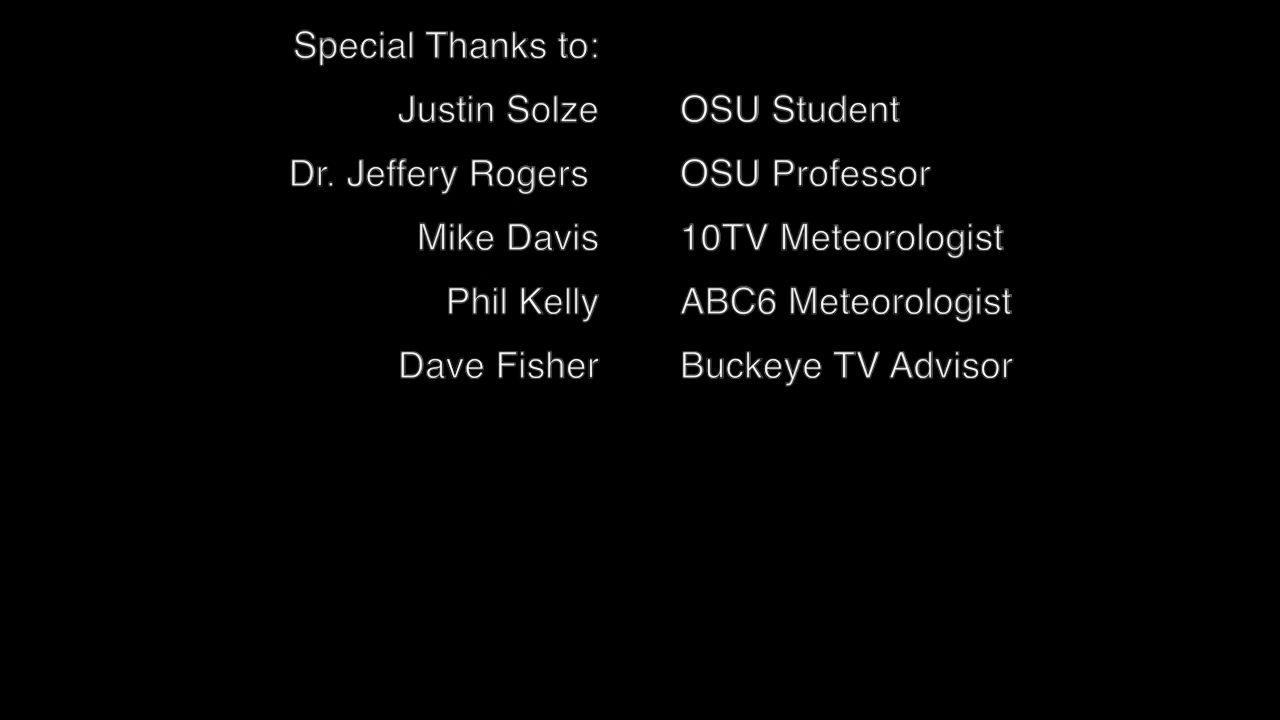 Special Thanks to:
Justin Solze OSU Student
Dr. Jeffery Rogers OSU Professor
Mike Davis 10TV Meteorologist
Phil Kelly ABC6 Meteorologist
Dave Fisher Buckeye TV Advisor